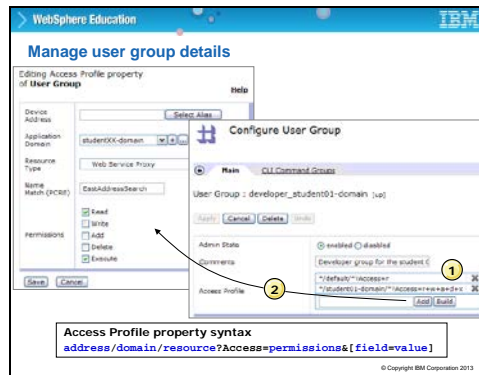 WebSphere Education
IBM
Manage user group details
Editing Access Profile property
of User Group
Help
Device
Address
Select Alias
Application
Domain
studentXX-domain
+
...
Resource
Type
Web Service Proxy
Name
Match (PCRE)
EastAddressSearch
Permissions
Read
Write
Add
Delete
Execute
Save
Cancel
Configure User Group
Main
CLI Command Groups
User Group : developer_student01-domain [up]
Apply
Cancel
Delete
Undo
Admin State
enabled
disabled
Comments
Developer group for the student
Access Profile
*/default/*?Access=r
*/student01-domain/*?Access=r+w+a+d+x
Add
Build
1
2
Access Profile property syntax
address/domain/resource?Access=permissions&[field=value]
© Copyright IBM Corporation 2013